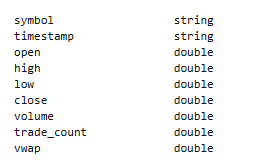 symbol string
timestamp string
open double
high double
low double
close double
volume double
trade_count double
vwap double